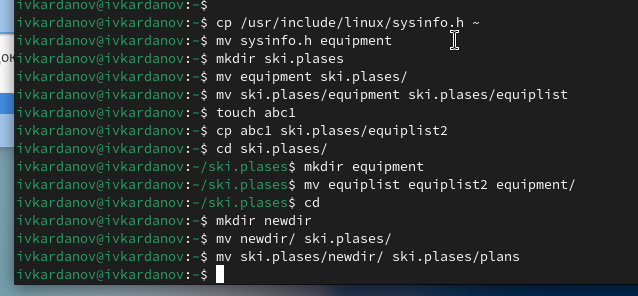 ivkardanov@ivkardanov:~$
ivkardanov@ivkardanov:~$ cp /usr/include/linux/sysinfo.h ~
ivkardanov@ivkardanov:~$ mv sysinfo.h equipment
ivkardanov@ivkardanov:~$ mkdir ski.plases
ivkardanov@ivkardanov:~$ mv equipment ski.plases/
ivkardanov@ivkardanov:~$ mv ski.plases/equipment ski.plases/equiplist
ivkardanov@ivkardanov:~$ touch abc1
ivkardanov@ivkardanov:~$ cp abc1 ski.plases/equiplist2
ivkardanov@ivkardanov:~$ cd ski.plases/
ivkardanov@ivkardanov:~/ski.plases$ mkdir equipment
ivkardanov@ivkardanov:~/ski.plases$ mv equiplist equiplist2 equipment/
ivkardanov@ivkardanov:~/ski.plases$ cd
ivkardanov@ivkardanov:~$ mkdir newdir
ivkardanov@ivkardanov:~$ mv newdir/ ski.plases/
ivkardanov@ivkardanov:~$ mv ski.plases/newdir/ ski.plases/plans
ivkardanov@ivkardanov:~$